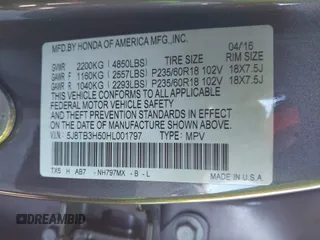 MFD.BY HONDA OF AMERICA MFG.,INC. 04/16
GVWR 2200KG (4850LBS) TIRE SIZE RIM SIZE
GAWR F 1160KG (2557LBS) P235/60R18 102V 18X7.5J
GAWR R 1040KG (2293LBS) P235/60R18 102V 18X7.5J
THIS VEHICLE CONFORMS TO ALL APPLICABLE
FEDERAL MOTOR VEHICLE SAFETY, BUMPER, AND
THEFT PREVENTION STANDARDS IN EFFECT ON
THE DATE OF MANUFACTURE SHOWN ABOVE.
V.I.N: 5J8TB3H50HL001797 TYPE: MPV
TX5 H AB7 - NH797MX - B - L
MADE IN U.S.A
DREAMBID